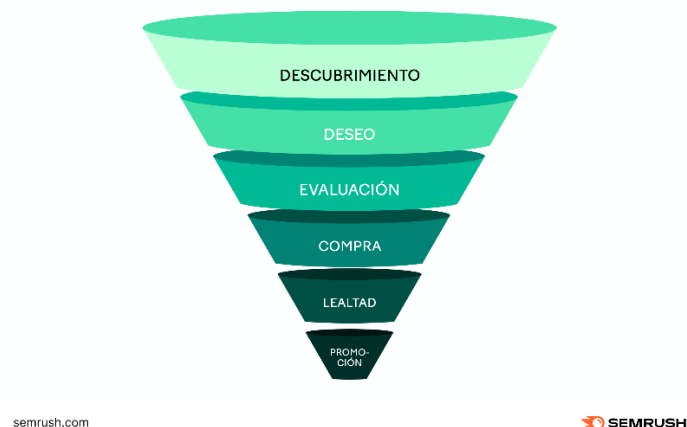 DESCUBRIMIENTO
DESEO
EVALUACIÓN
COMPRA
LEALTAD
PROMO-
CIÓN
semrush.com
SEMRUSH